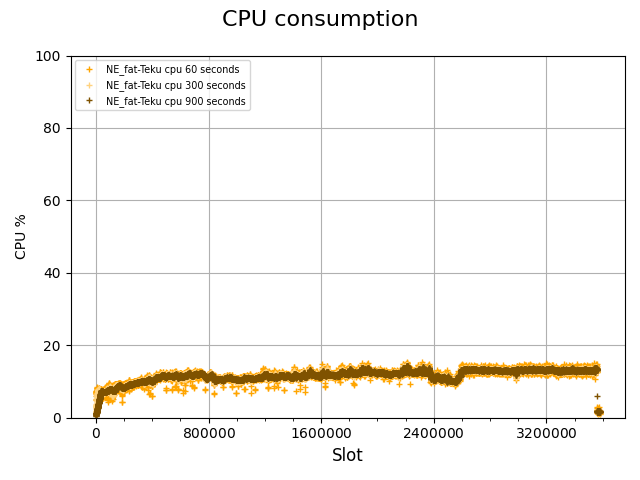 CPU consumption
100
80
60
40
20
0
CPU %
NE_fat-Teku cpu 60 seconds
NE_fat-Teku cpu 300 seconds
NE_fat-Teku cpu 900 seconds
0 800000 1600000 2400000 3200000
Slot